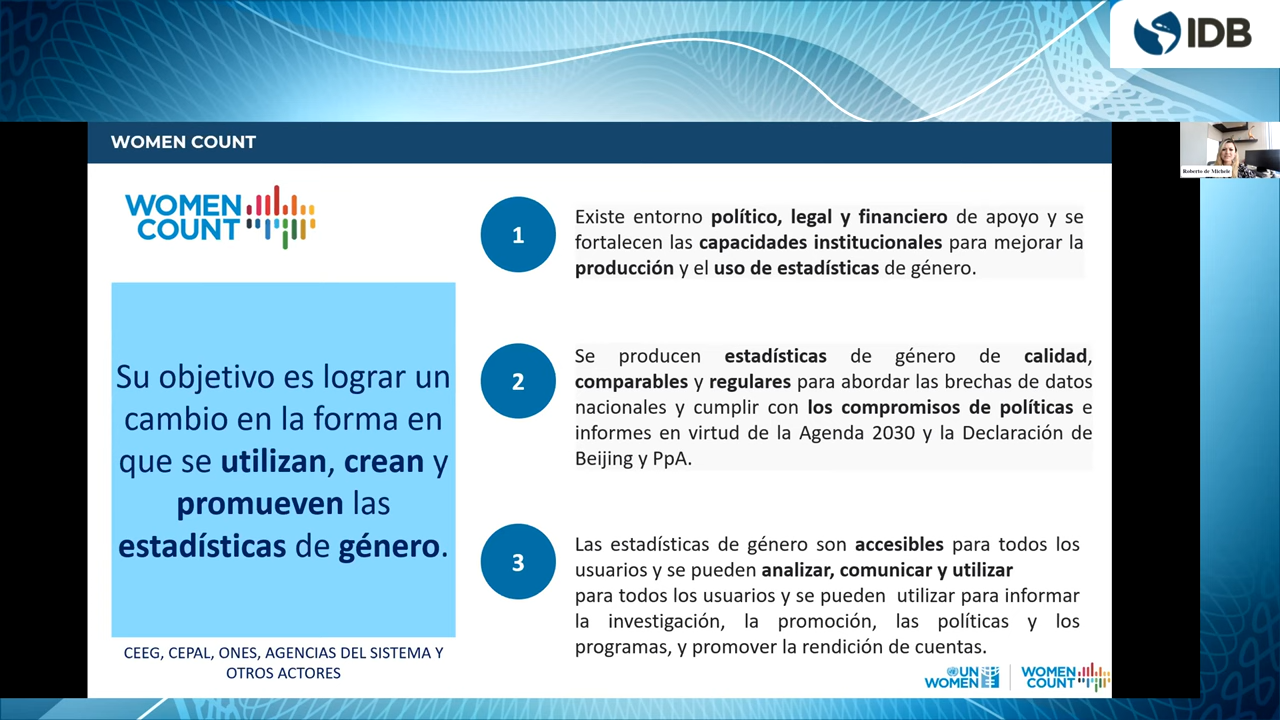 IDB
WOMEN COUNT
Roberto de Michele
WOMEN
COUNT
Su objetivo es lograr un
cambio en la forma en
que se utilizan, crean y
promueven las
estadísticas de género.
CEEG, CEPAL, ONES, AGENCIAS DEL SISTEMA Y
OTROS ACTORES
1
Existe entorno político, legal y financiero de apoyo y se
fortalecen las capacidades institucionales para mejorar la
producción y el uso de estadísticas de género.
2
Se producen estadísticas de género de calidad,
comparables y regulares para abordar las brechas de datos
nacionales y cumplir con los compromisos de políticas e
informes en virtud de la Agenda 2030 y la Declaración de
Beijing y PpA.
3
Las estadísticas de género son accesibles para todos los
usuarios y se pueden analizar, comunicar y utilizar
para todos los usuarios y se pueden utilizar para informar
la investigación, la promoción, las políticas y los
programas, y promover la rendición de cuentas.
UN
WOMEN
WOMEN
COUNT